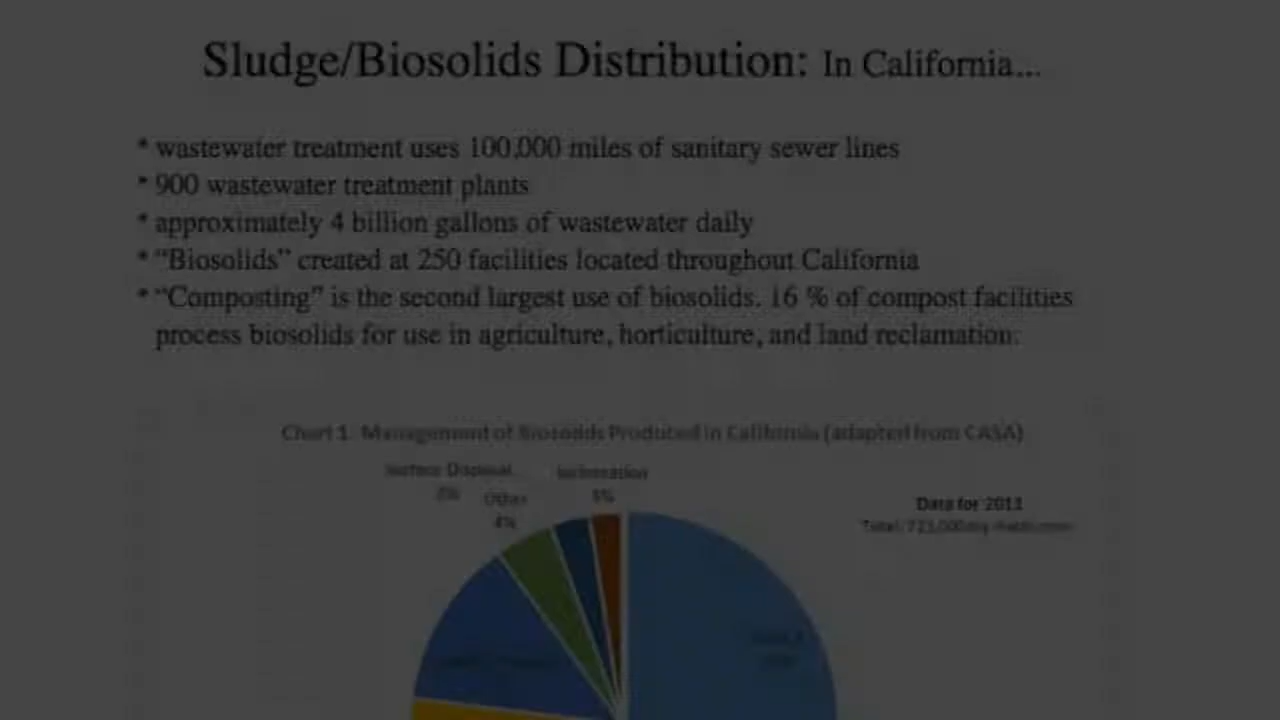 Sludge/Biosolids Distribution: In California...
* wastewater treatment uses 100,000 miles of sanitary sewer lines
* 900 wastewater treatment plants
* approximately 4 billion gallons of wastewater daily
* “Biosolids” created at 250 facilities located throughout California
* “Composting” is the second largest use of biosolids. 16 % of compost facilities
process biosolids for use in agriculture, horticulture, and land reclamation.
Chart 1. Management of Biosolids Produced in California (adapted from CASA)
Surface Disposal...
Incineration
Other
4%
Data for 2013
Total: